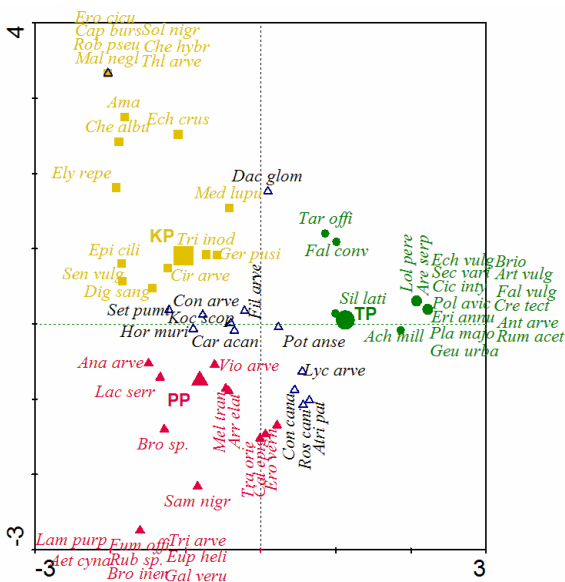 4
Ero cicu
Cap burs Sol nigr
Rob pseu Che hybr
Mal negl Thl arve
Ama
Che albu Ech crus
Ely repe
Med lupu
Dac glom
Tar offi
Fal conv
KP
Tri inod
Ger pusi
Epi cili
Cir arve
Sen vulg
Dig sang
Fil arve
Lol pere
Are serp
Ech vulg Brio
Sec vari Art vulg
Cic inty Fal vulg
Pol avic Cre tect
Eri annu Ant arve
Pla majo Rum acet
Geu urba
Sil lati
TP
Ach mill
Set pumi
Con arve
Koc scop
Hor muri
Car acan
Pot anse
Ana arve
Vio arve
Lyc arve
Lac serr
PP
Mel tran
Arr elat
Con cana
Ros cani
Atri pal
Bro sp.
Tra orie
Cal epig
Ero vern
Sam nigr
Lam purp Fum offi Tri arve
Aet cyna Rub sp. Eup heli
Bro iner Gal veru
-3
-3
3